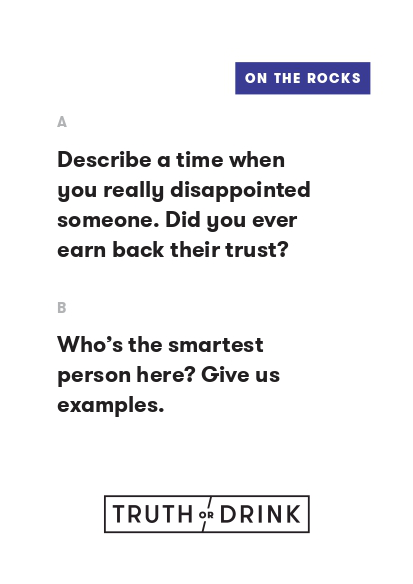 ON THE ROCKS
A
Describe a time when
you really disappointed
someone. Did you ever
earn back their trust?
B
Who’s the smartest
person here? Give us
examples.
TRUTH OR DRINK